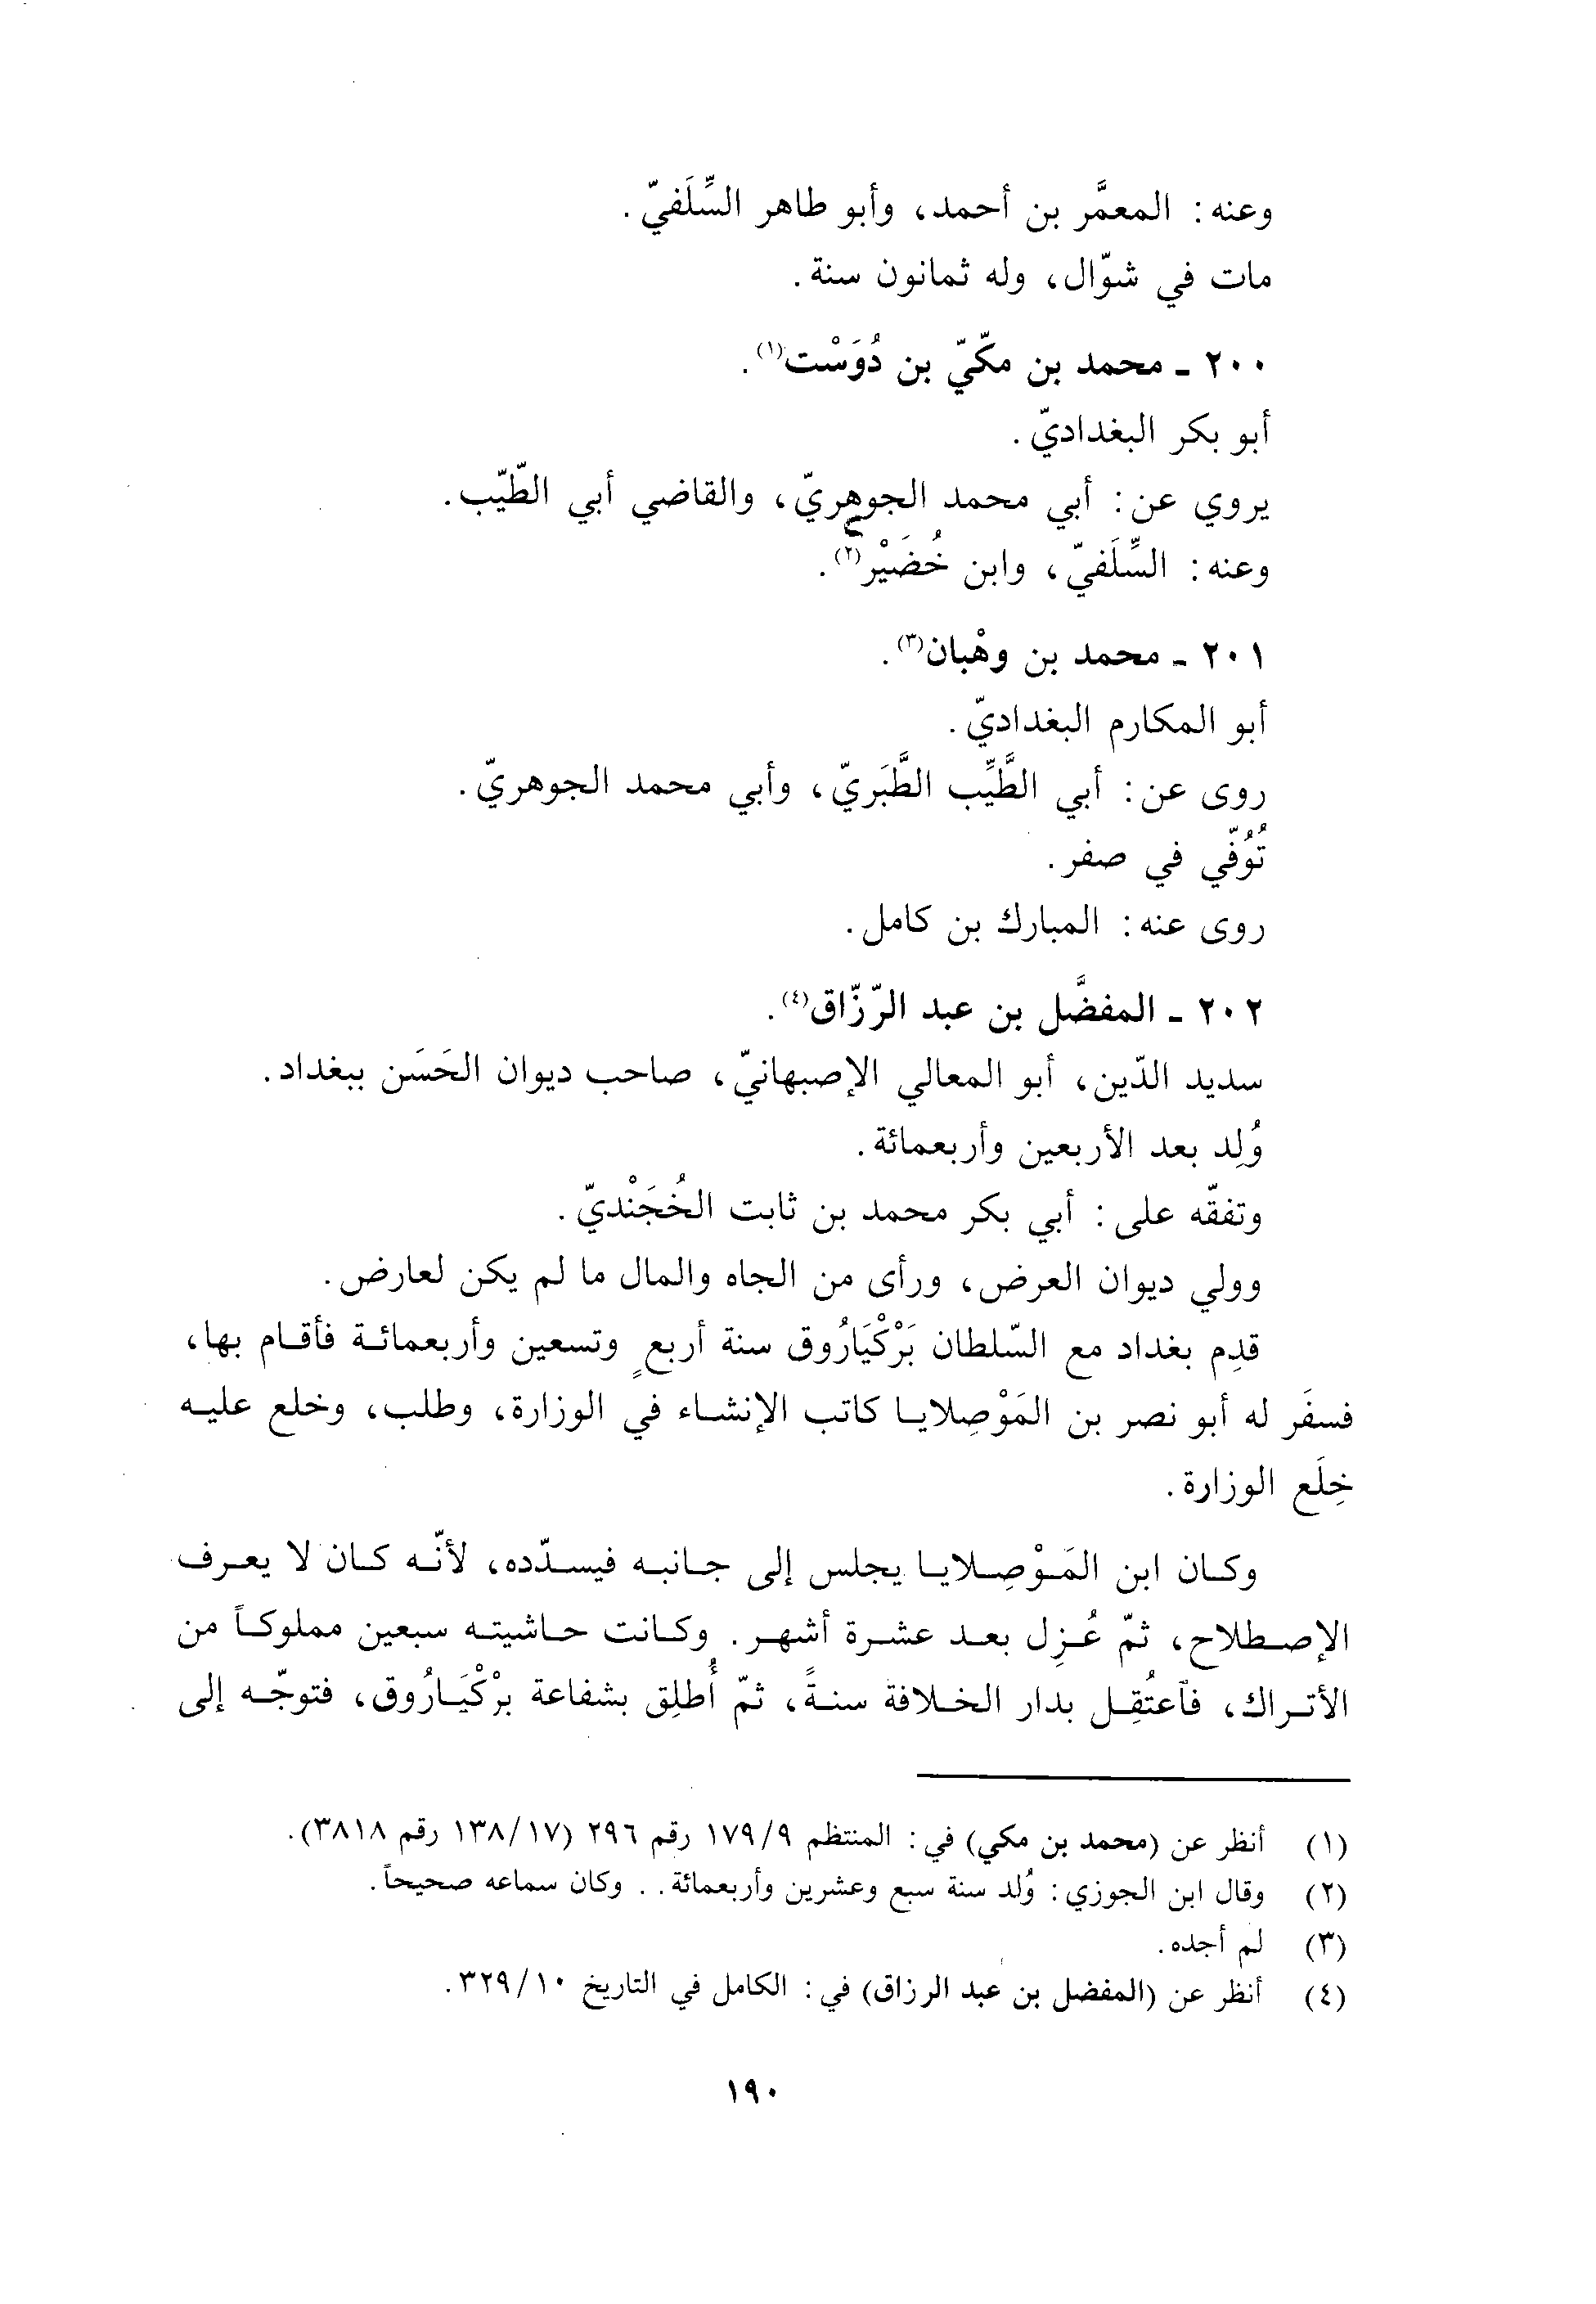 وعنه: المعمَّر بن أحمد، وأبو طاهر السِّلَفيّ.
مات في شوّال، وله ثمانون سنة.
٢٠٠ ـ محمد بن مكّيّ بن دُوَسْت(١).
أبو بكر البغداديّ.
يروي عن: أبي محمد الجوهريّ، والقاضي أبي الطّيّب.
وعنه: السِّلَفيّ، وابن خُضَيْر(٢).
٢٠١ ـ محمد بن وهْبان(٣).
أبو المكارم البغداديّ.
روى عن: أبي الطَّيِّب الطَّبَريّ، وأبي محمد الجوهريّ.
تُوُفّي في صفر.
روى عنه: المبارك بن كامل.
٢٠٢ ـ المفضَّل بن عبد الرّزّاق(٤).
سديد الدّين، أبو المعالي الإصبهانيّ، صاحب ديوان الحَسَن ببغداد.
وُلِد بعد الأربعين وأربعمائة.
وتفقّه على: أبي بكر محمد بن ثابت الخُجَنْديّ.
وولي ديوان العرض، ورأى من الجاه والمال ما لم يكن لعارض.
قدِم بغداد مع السّلطان بَرْكْيَارُوق سنة أربعٍ وتسعين وأربعمائة فأقام بها،
فسفَر له أبو نصر بن المَوْصِلايا كاتب الإنشاء في الوزارة، وطلب، وخلع عليه
خِلَع الوزارة.
وكان ابن المَوْصِلايا يجلس إلى جانبه فيسدّده، لأنّه كان لا يعرف
الإصطلاح، ثمّ عُزِل بعد عشرة أشهر. وكانت حاشيته سبعين مملوكاً من
الأتراك، فٱعتُقِل بدار الخلافة سنةً، ثمّ أُطلِق بشفاعة برْكْيَارُوق، فتوجّه إلى
(١) أنظر عن (محمد بن مكي) في: المنتظم ٩/١٧٩ رقم ٢٩٦ (١٧/١٣٨ رقم ٣٨١٨).
(٢) وقال ابن الجوزي: وُلد سنة سبع وعشرين وأربعمائة.. وكان سماعه صحيحاً.
(٣) لم أجده.
(٤) أنظر عن (المفضل بن عبد الرزاق) في: الكامل في التاريخ ١٠/٣٢٩.
١٩٠